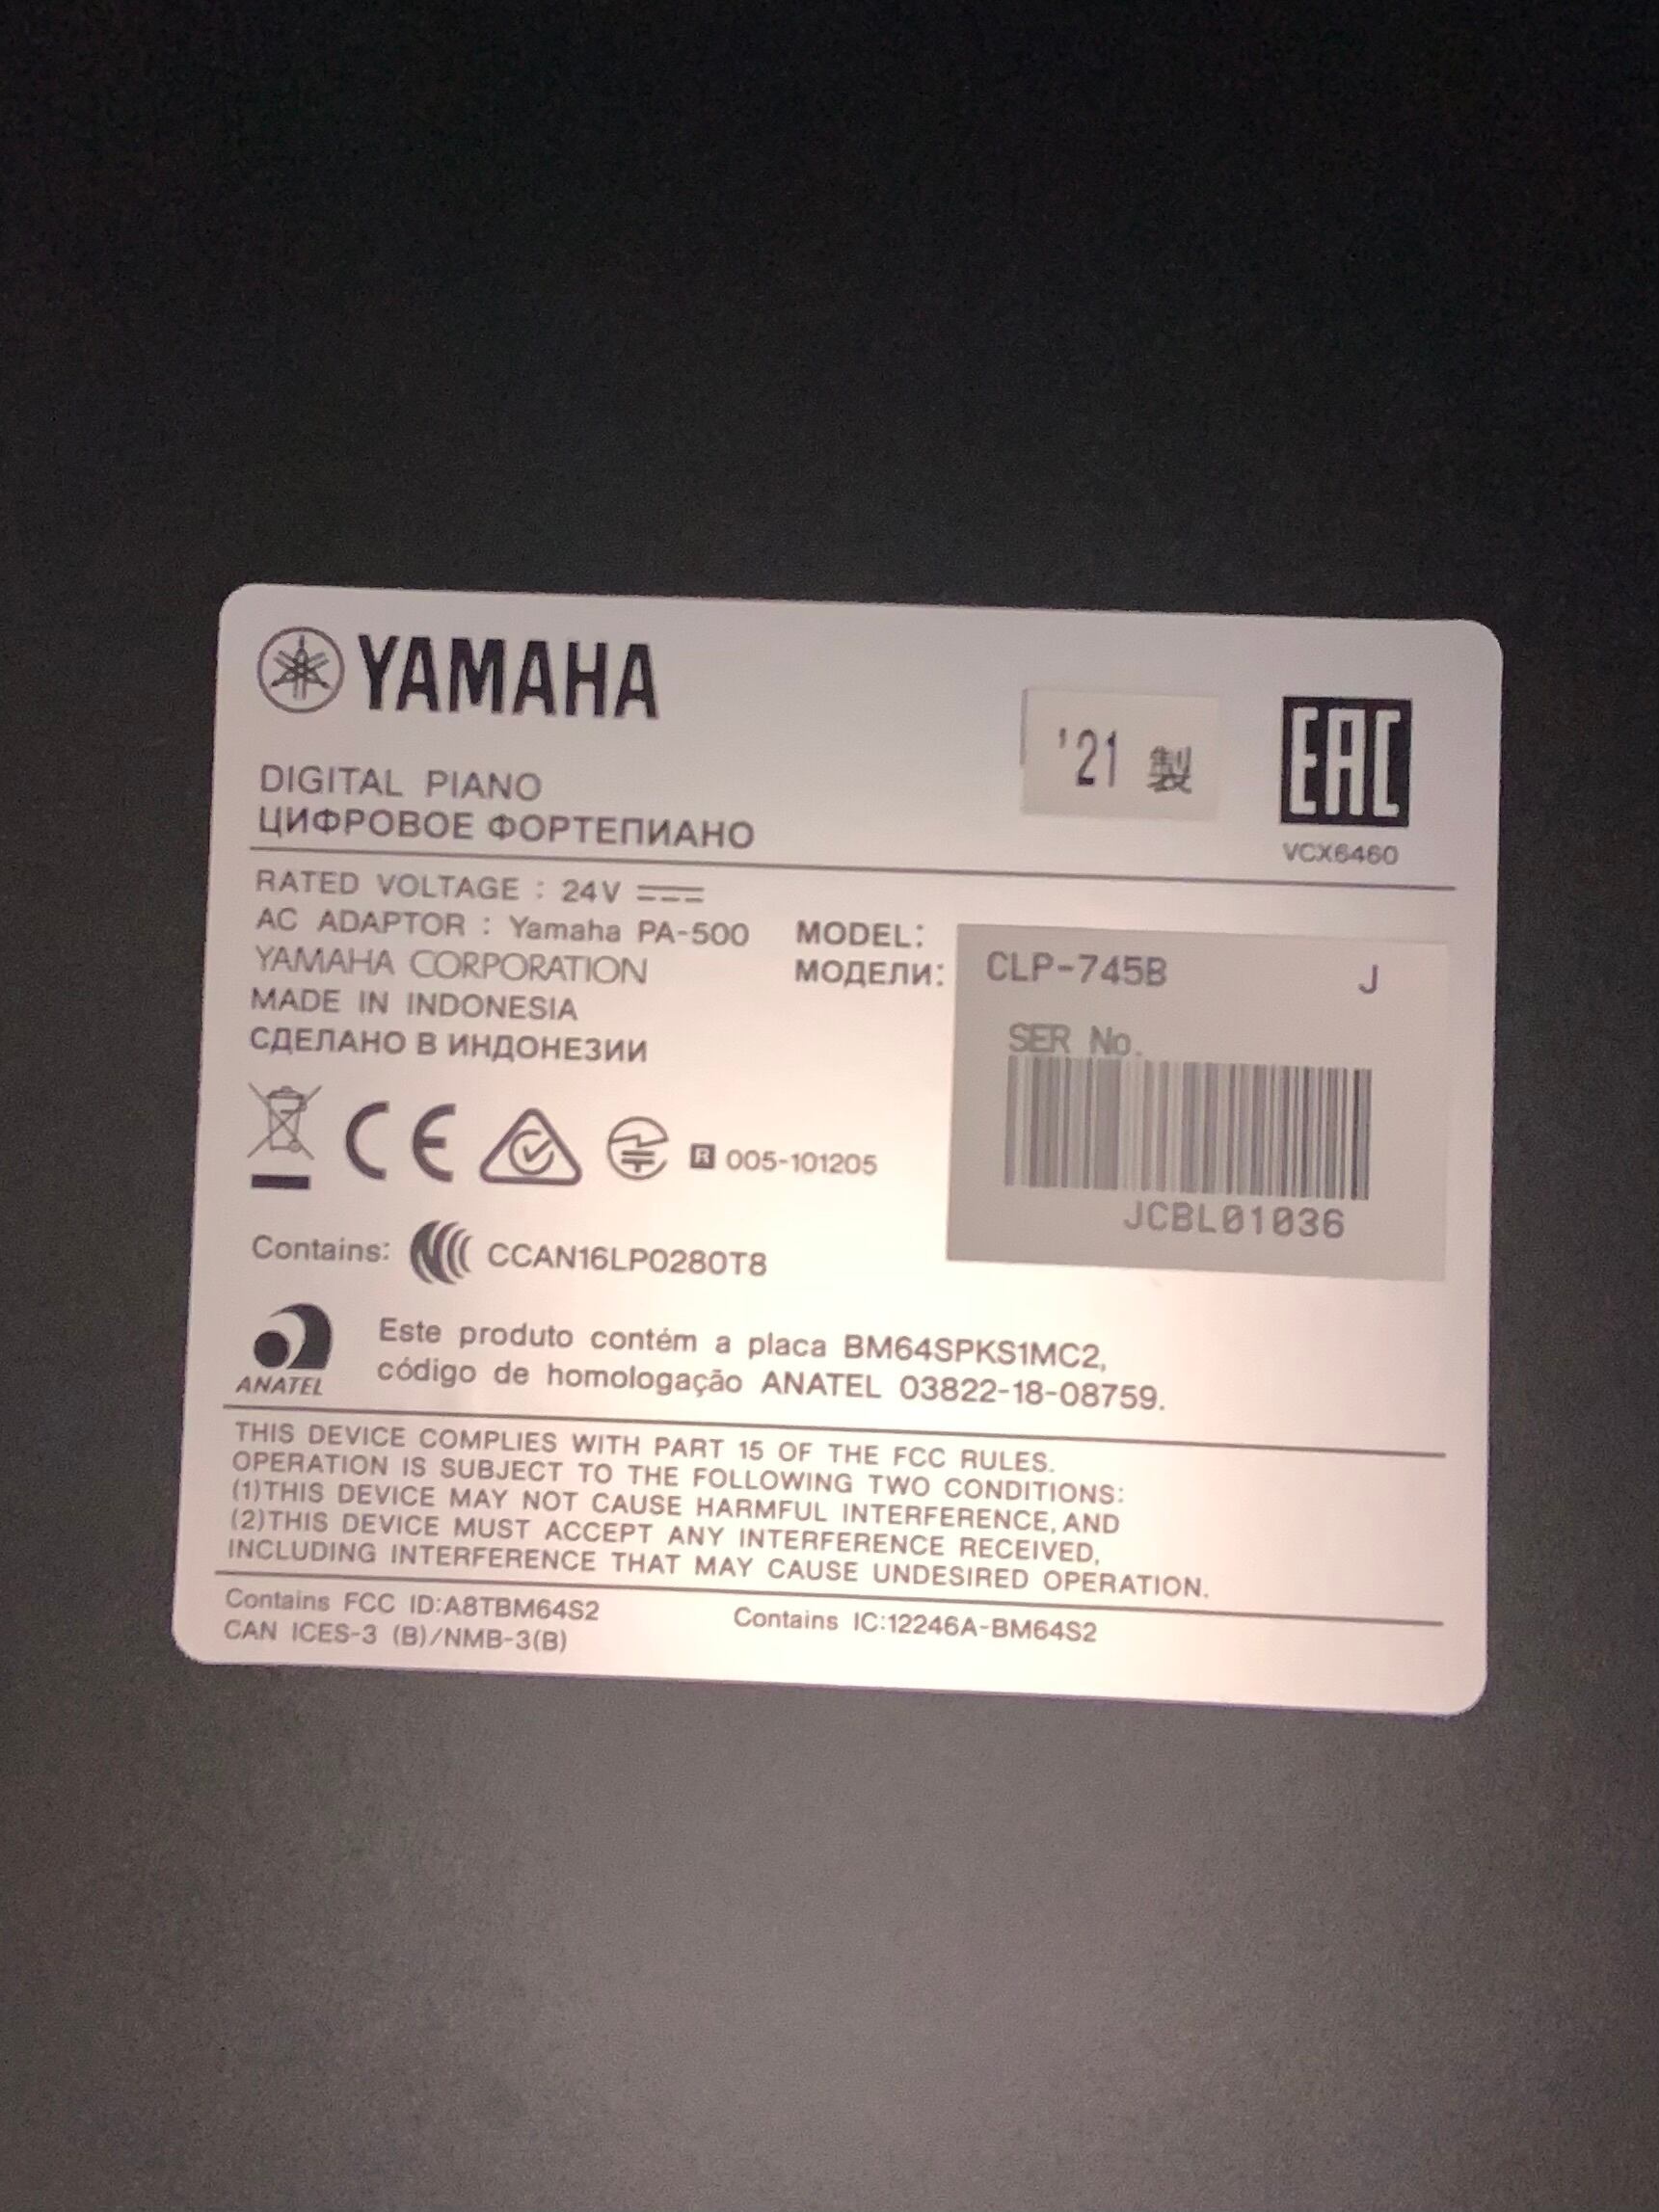 YAMAHA
'21 製
EAC
VCX6460
DIGITAL PIANO
ЦИФРОВОЕ ФОРТЕПИАНО
RATED VOLTAGE : 24V
AC ADAPTOR : Yamaha PA-500
YAMAHA CORPORATION
MADE IN INDONESIA
СДЕЛАНО В ИНДОНЕЗИИ
MODEL:
МОДЕЛИ:
CLP-745B J
SER No.
JCBL01036
CE
R 005-101205
Contains: CCAN16LP0280T8
ANATEL
Este produto contém a placa BM64SPKS1MC2,
código de homologação ANATEL 03822-18-08759.
THIS DEVICE COMPLIES WITH PART 15 OF THE FCC RULES.
OPERATION IS SUBJECT TO THE FOLLOWING TWO CONDITIONS:
(1)THIS DEVICE MAY NOT CAUSE HARMFUL INTERFERENCE, AND
(2)THIS DEVICE MUST ACCEPT ANY INTERFERENCE RECEIVED,
INCLUDING INTERFERENCE THAT MAY CAUSE UNDESIRED OPERATION.
Contains FCC ID:A8TBM64S2
Contains IC:12246A-BM64S2
CAN ICES-3 (B)/NMB-3(B)